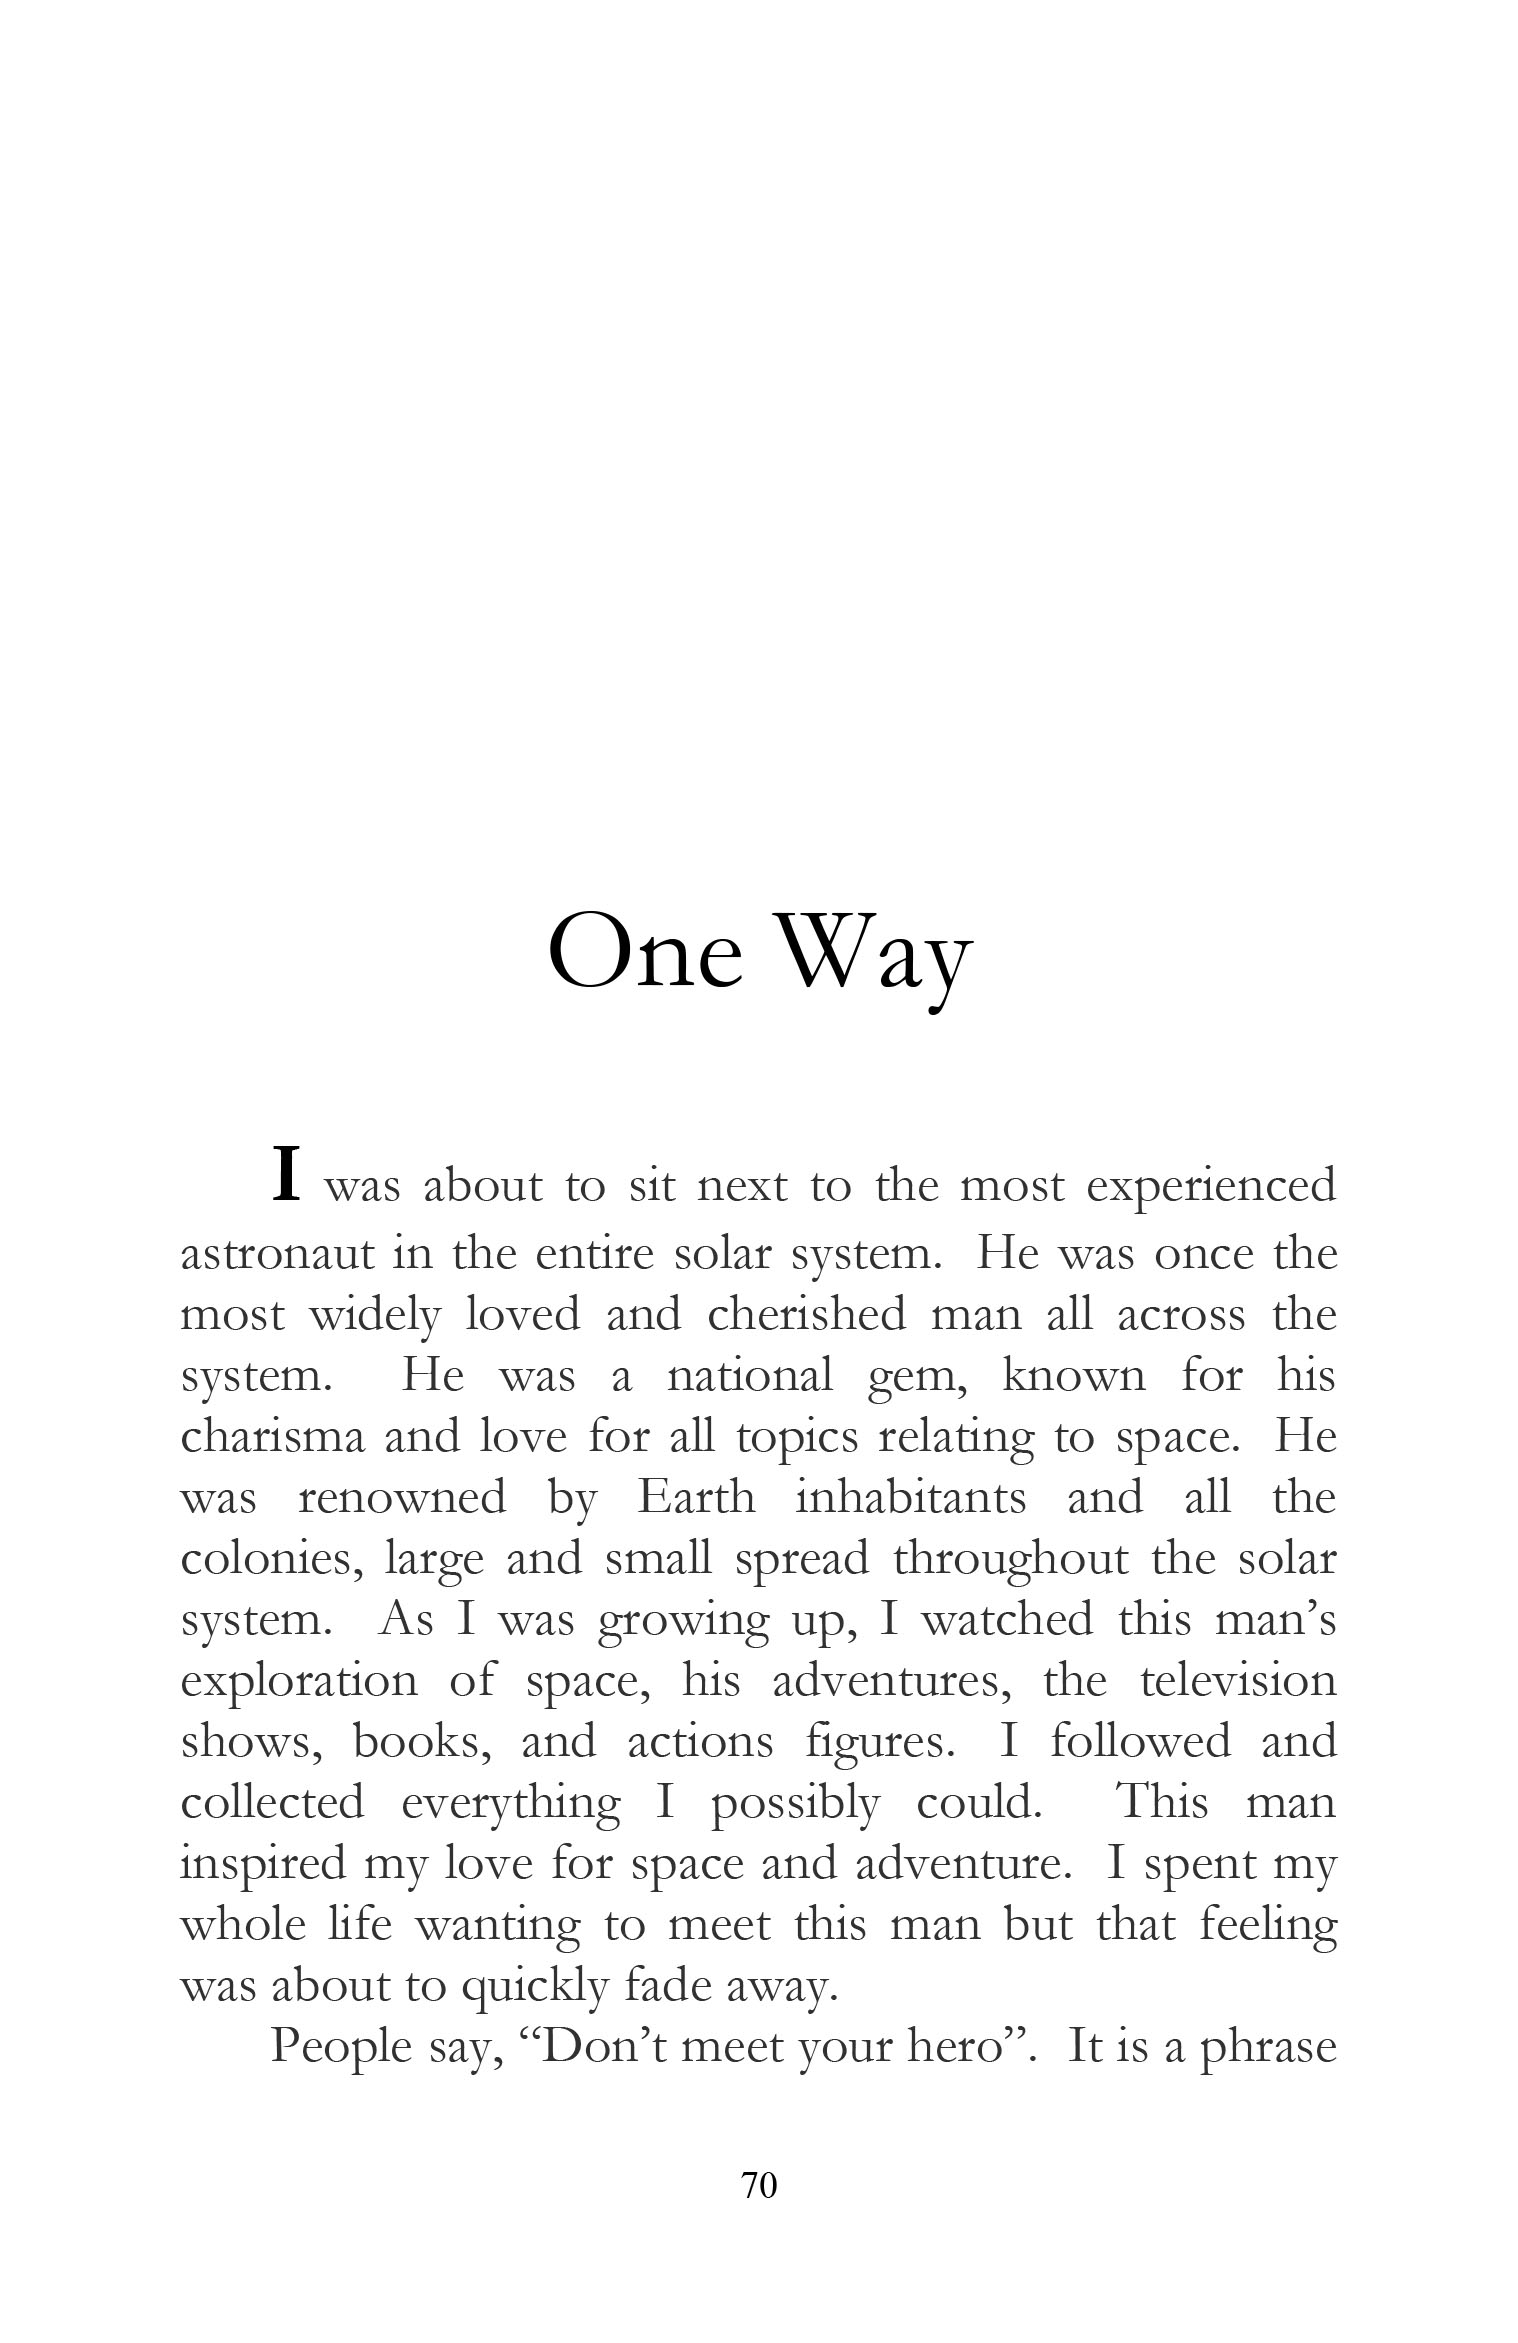 One Way
I was about to sit next to the most experienced
astronaut in the entire solar system.  He was once the
most widely loved and cherished man all across the
system.  He was a national gem, known for his
charisma and love for all topics relating to space.  He
was renowned by Earth inhabitants and all the
colonies, large and small spread throughout the solar
system.  As I was growing up, I watched this man’s
exploration of space, his adventures, the television
shows, books, and actions figures.  I followed and
collected everything I possibly could.  This man
inspired my love for space and adventure.  I spent my
whole life wanting to meet this man but that feeling
was about to quickly fade away.
People say, “Don’t meet your hero”.  It is a phrase
70